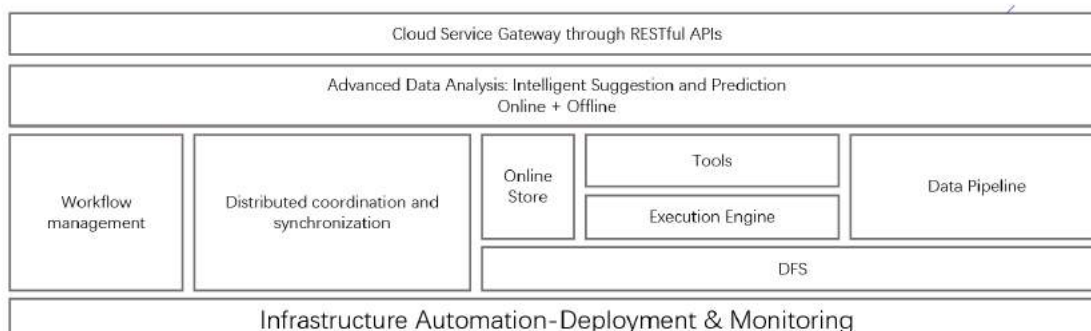 Cloud Service Gateway through RESTful APIs
Advanced Data Analysis: Intelligent Suggestion and Prediction
Online + Offline
Workflow
management
Distributed coordination and
synchronization
Online
Store
Tools
Execution Engine
Data Pipeline
DFS
Infrastructure Automation-Deployment & Monitoring